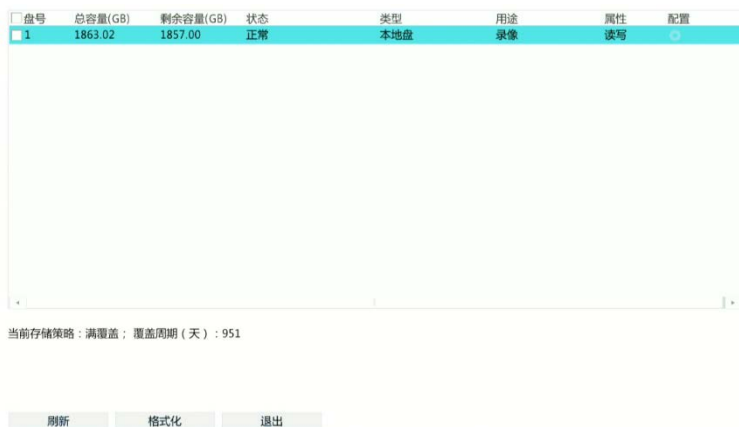 盘号 总容量(GB) 剩余容量(GB) 状态 类型 用途 属性 配置
1 1863.02 1857.00 正常 本地盘 录像 读写
当前存储策略：满覆盖； 覆盖周期（天）: 951
刷新 格式化 退出